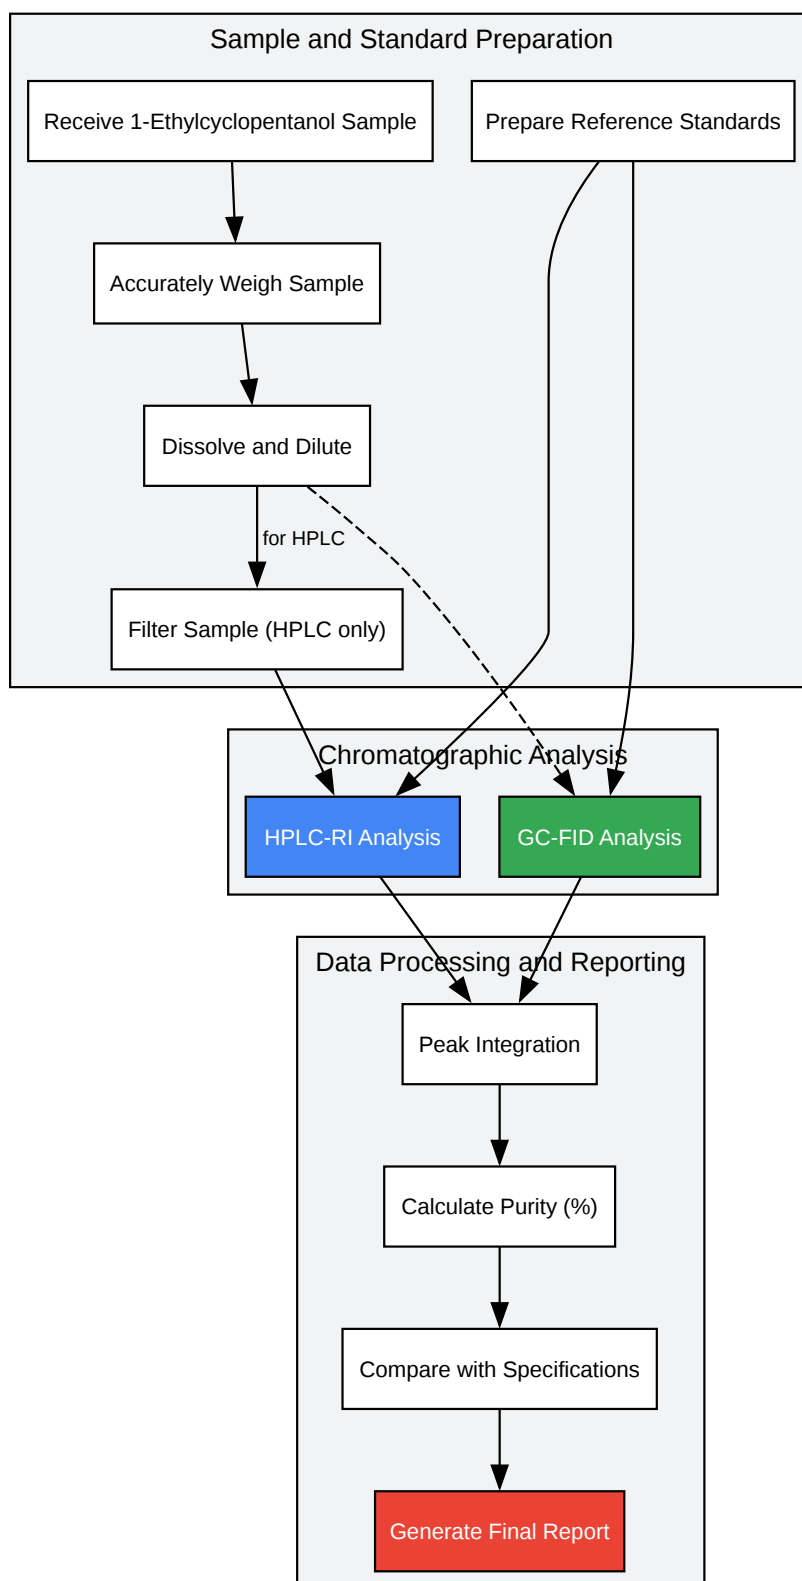 Sample and Standard Preparation
Receive 1-Ethylcyclopentanol Sample
Prepare Reference Standards
Accurately Weigh Sample
Dissolve and Dilute
for HPLC
Filter Sample (HPLC only)
Chromatographic Analysis
HPLC-RI Analysis
GC-FID Analysis
Data Processing and Reporting
Peak Integration
Calculate Purity (%)
Compare with Specifications
Generate Final Report